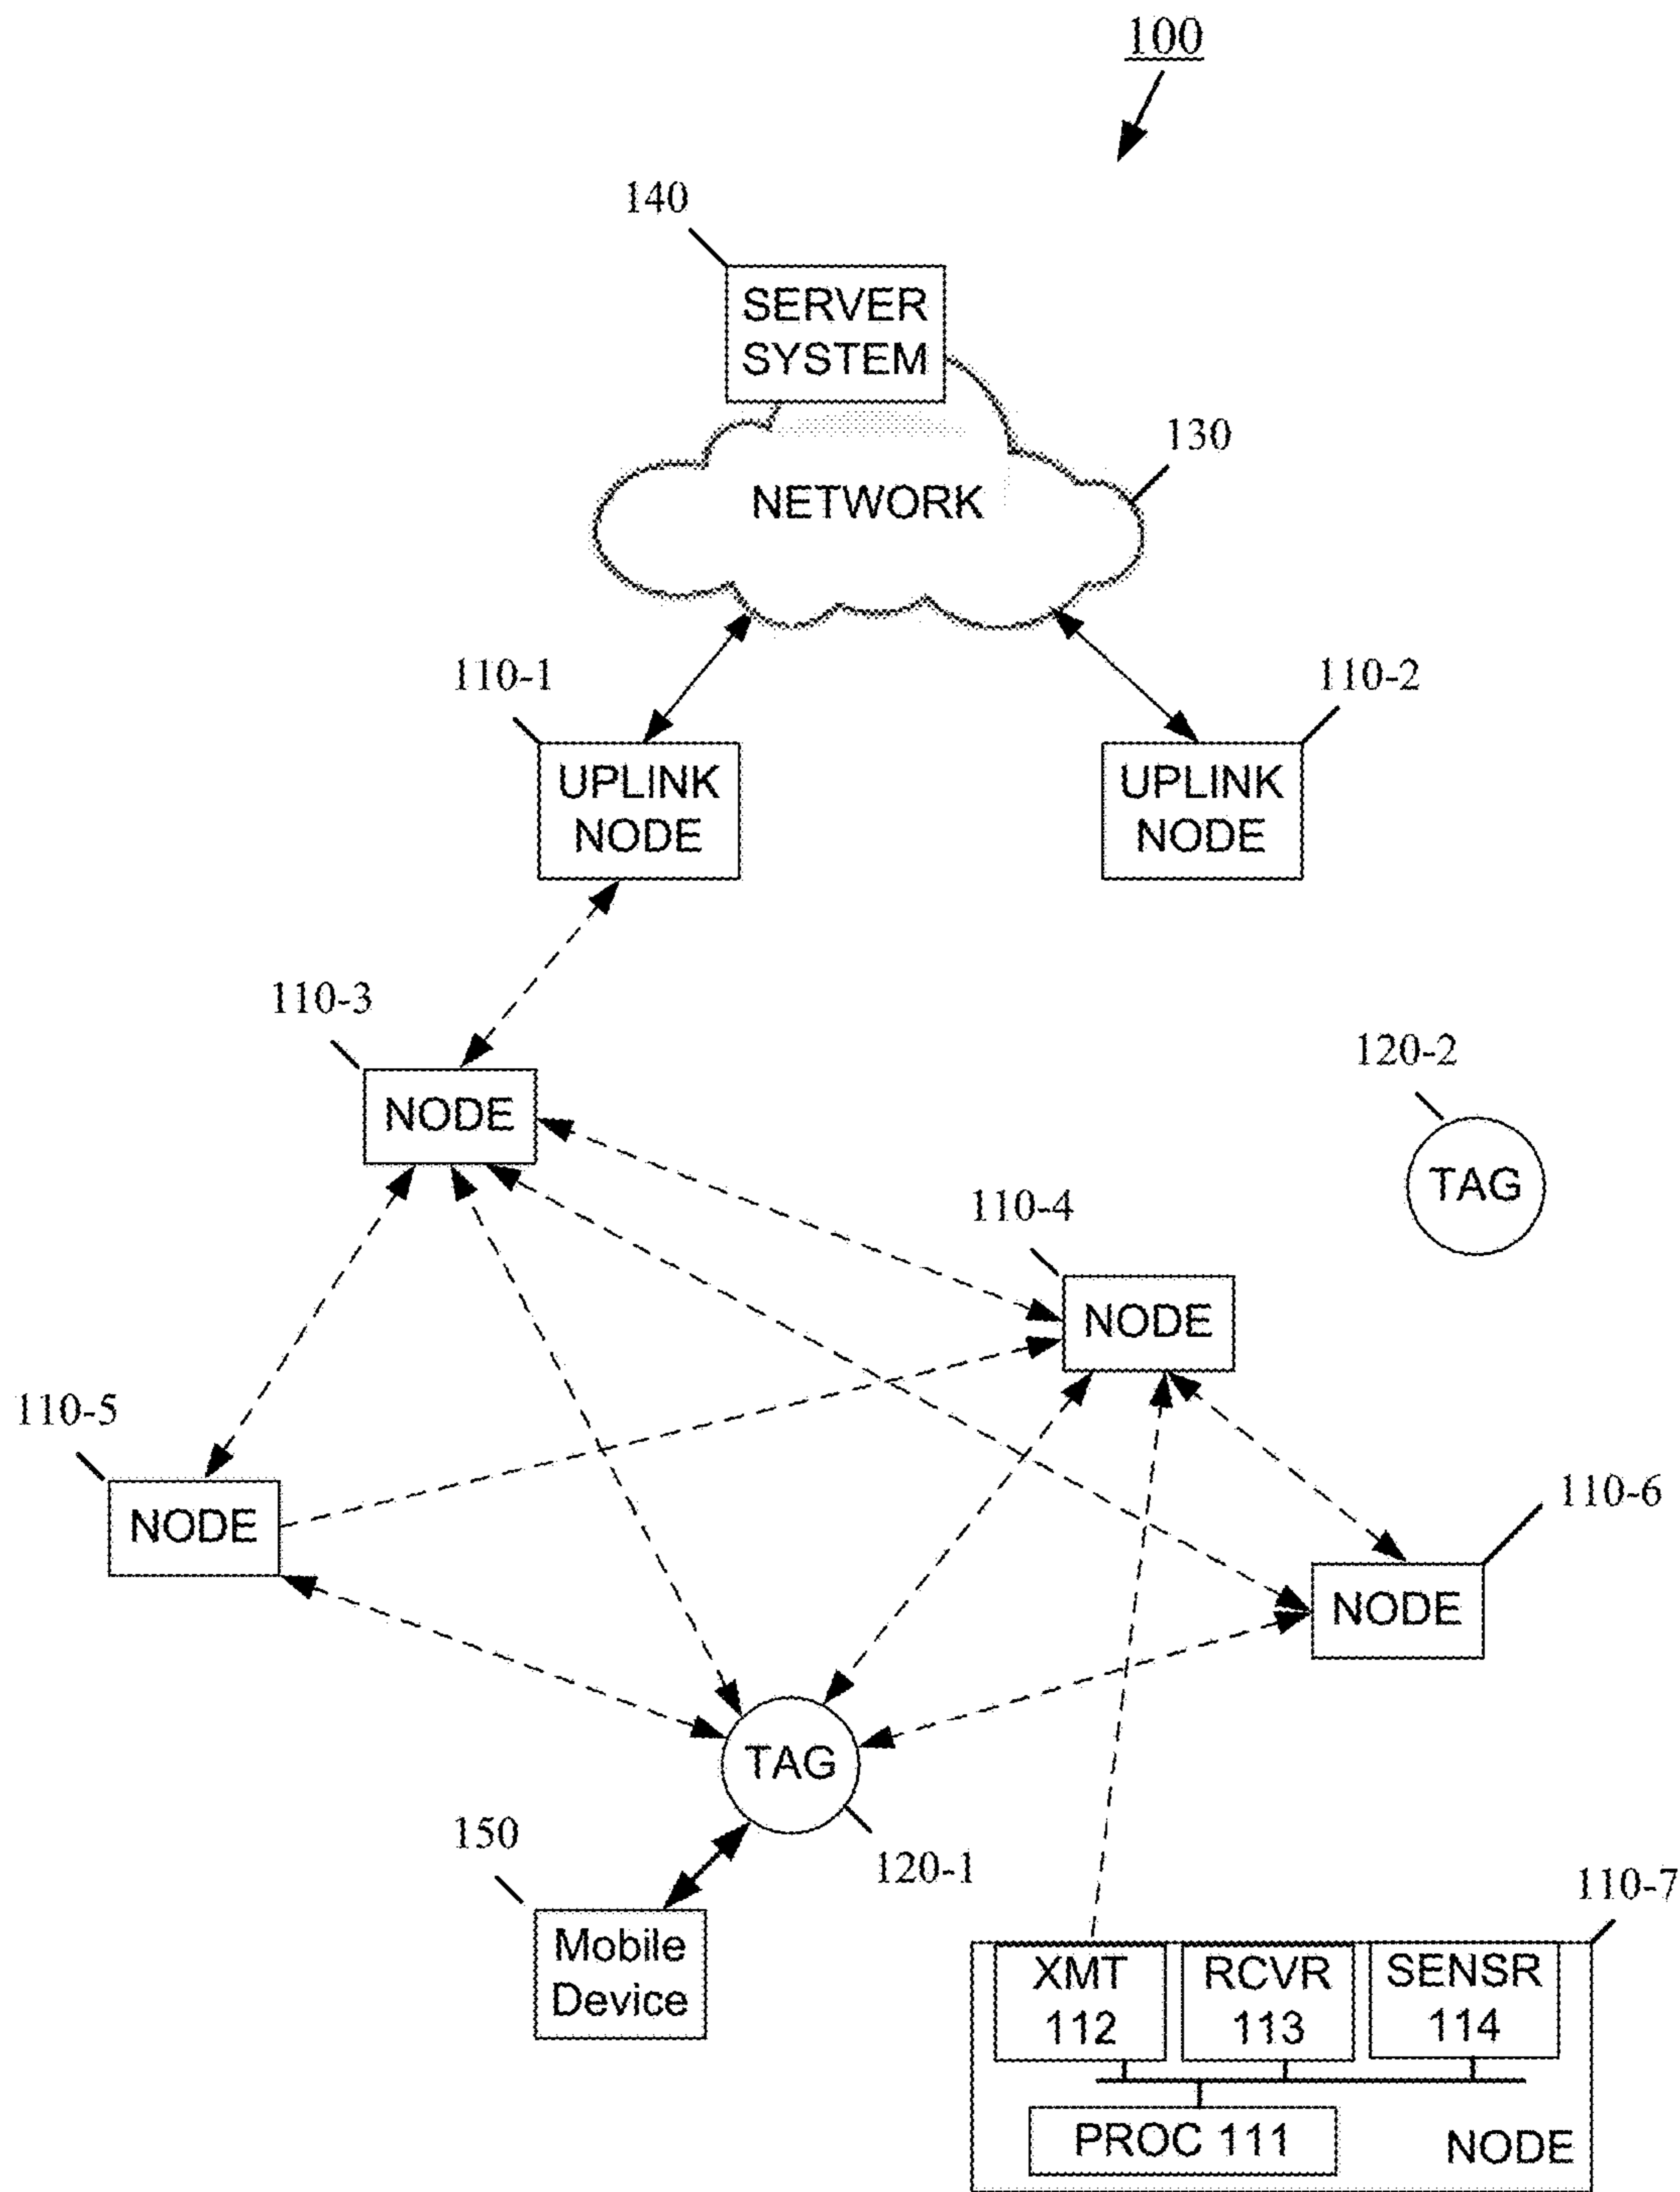 100
140
SERVER
SYSTEM
130
NETWORK
110-1
110-2
UPLINK
NODE
UPLINK
NODE
110-3
120-2
NODE
TAG
110-4
NODE
110-5
110-6
NODE
NODE
TAG
150
120-1
110-7
Mobile
Device
XMT
112
RCVR
113
SENSR
114
PROC 111
NODE